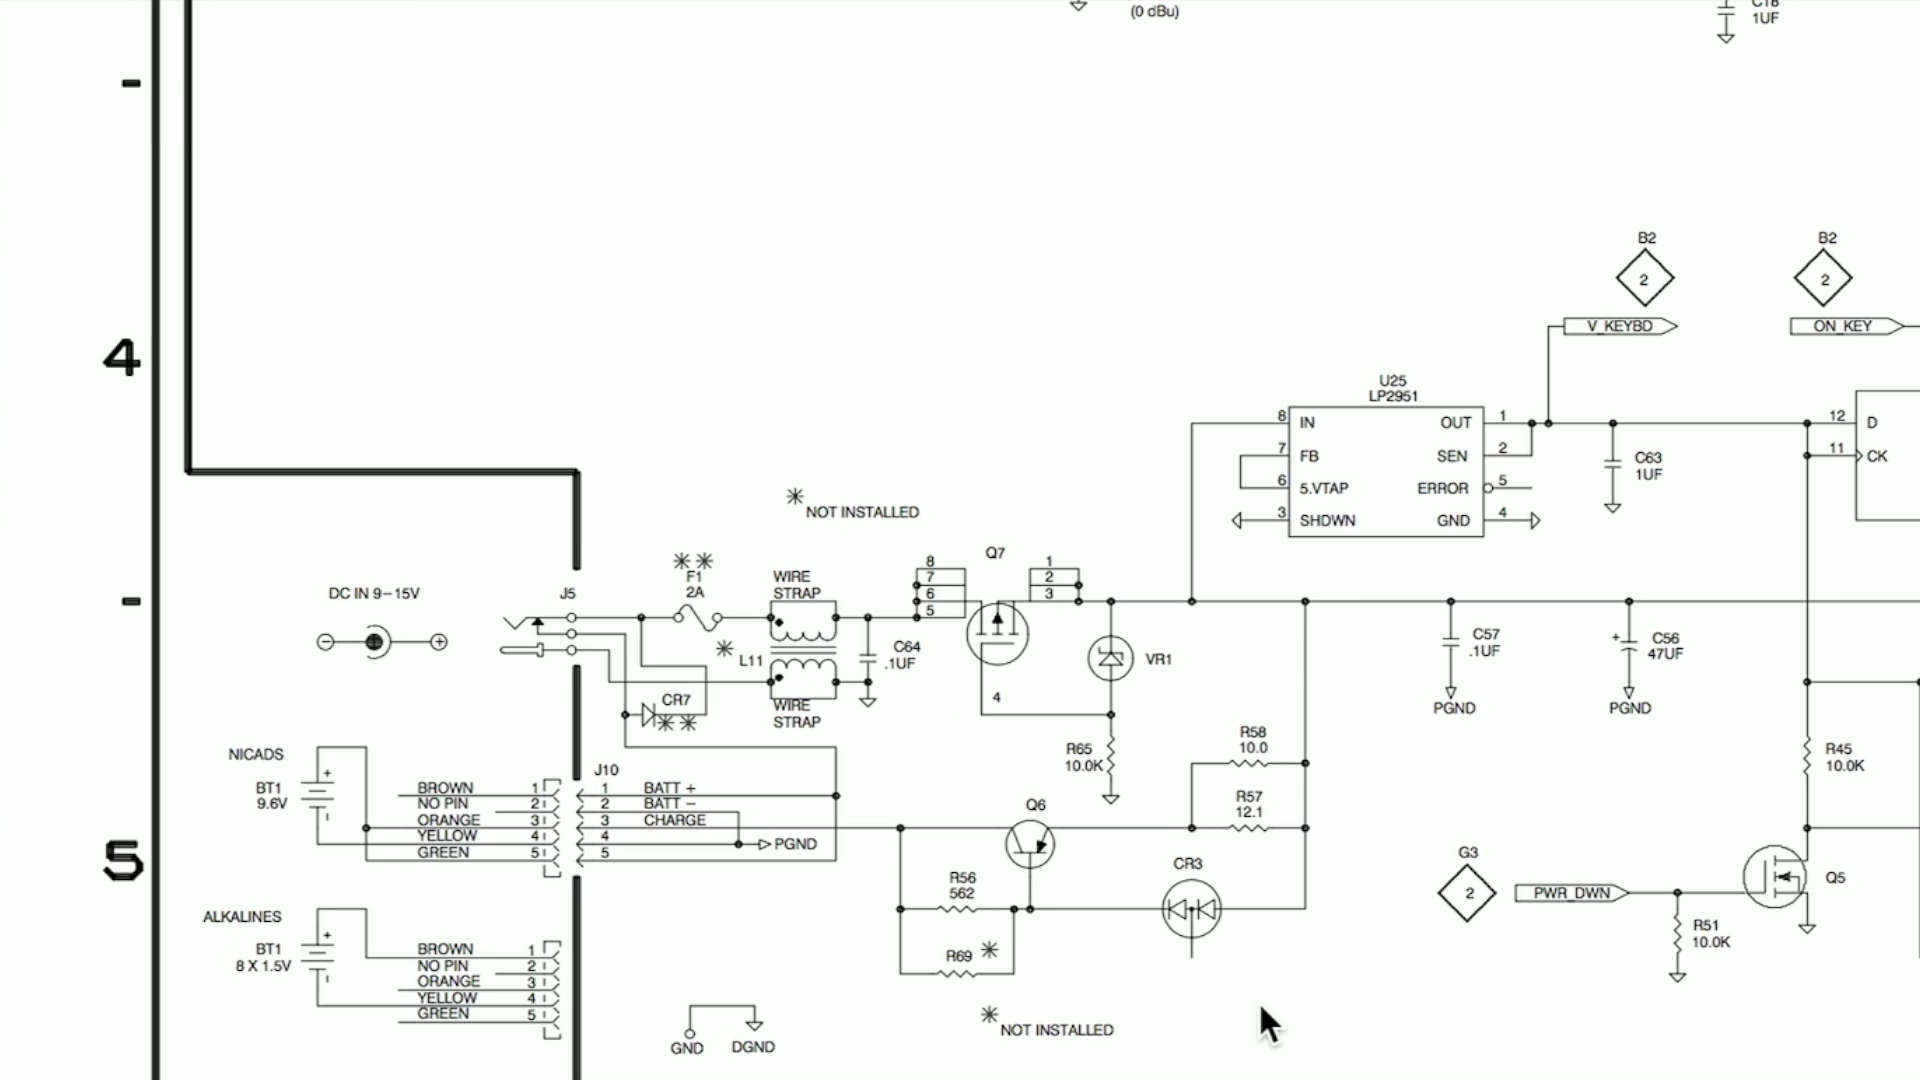 (0 dBu)
C18
1UF
4
B2
B2
2
2
V_KEYBD
ON_KEY
U25
LP2951
8 IN OUT 1
7 FB SEN 2
6 5.VTAP ERROR 5
3 SHDWN GND 4
C63
1UF
12 D
11 CK
* NOT INSTALLED
DC IN 9-15V
J5
* *
F1
2A
WIRE
STRAP
*
L11
WIRE
STRAP
C64
.1UF
CR7
* *
8
7
6
5
Q7
1
2
3
4
VR1
R65
10.0K
C57
.1UF
PGND
+
C56
47UF
PGND
R45
10.0K
R58
10.0
R57
12.1
Q6
CR3
R56
562
R69 *
* NOT INSTALLED
NICADS
BT1
9.6V
+
-
BROWN 1
NO PIN 2
ORANGE 3
YELLOW 4
GREEN 5
J10
1 BATT +
2 BATT -
3 CHARGE
4
5
PGND
5
ALKALINES
BT1
8 X 1.5V
+
-
BROWN 1
NO PIN 2
ORANGE 3
YELLOW 4
GREEN 5
GND
DGND
G3
2
PWR_DWN
R51
10.0K
Q5